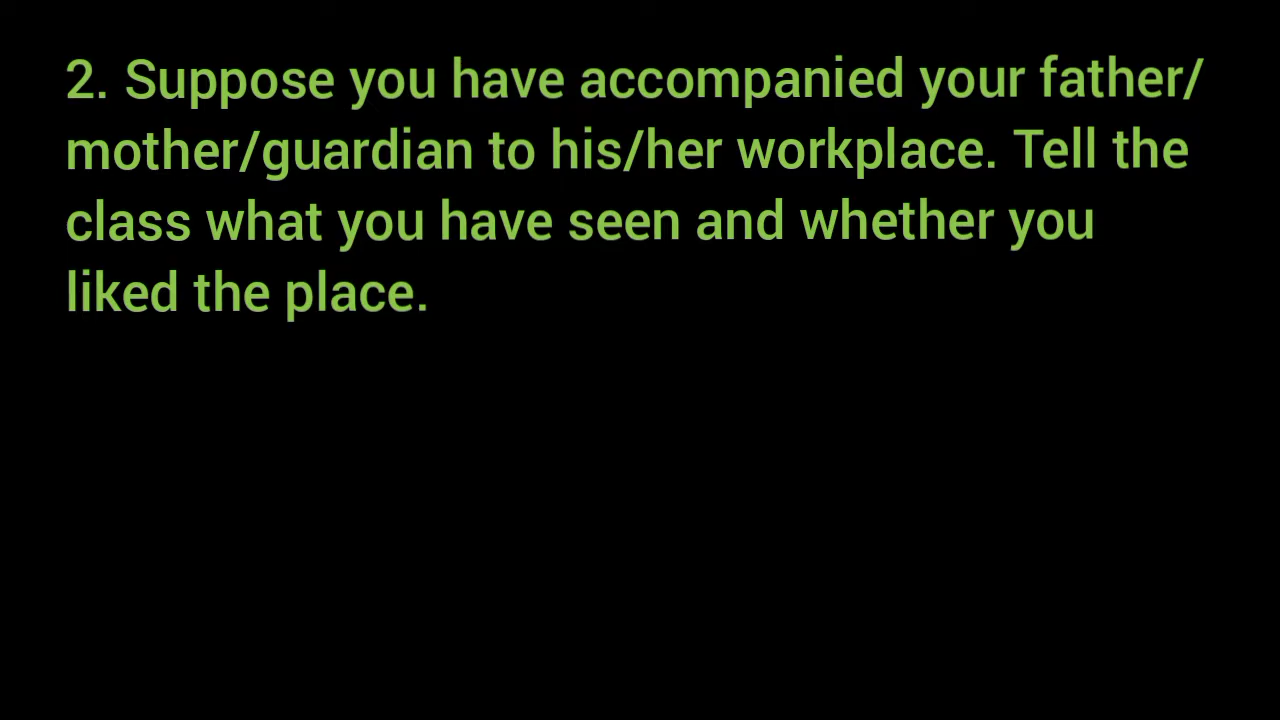 2. Suppose you have accompanied your father/
mother/guardian to his/her workplace. Tell the
class what you have seen and whether you
liked the place.